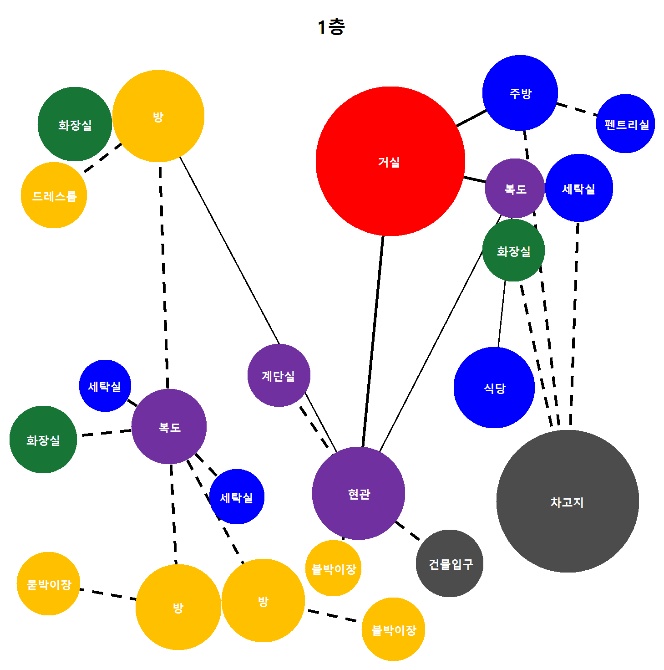 1층
주방
펜트리실
화장실
방
거실
드레스룸
복도
세탁실
화장실
계단실
세탁실
식당
화장실
복도
세탁실
현관
차고지
붙박이장
건물입구
붙박이장
방
방
붙박이장